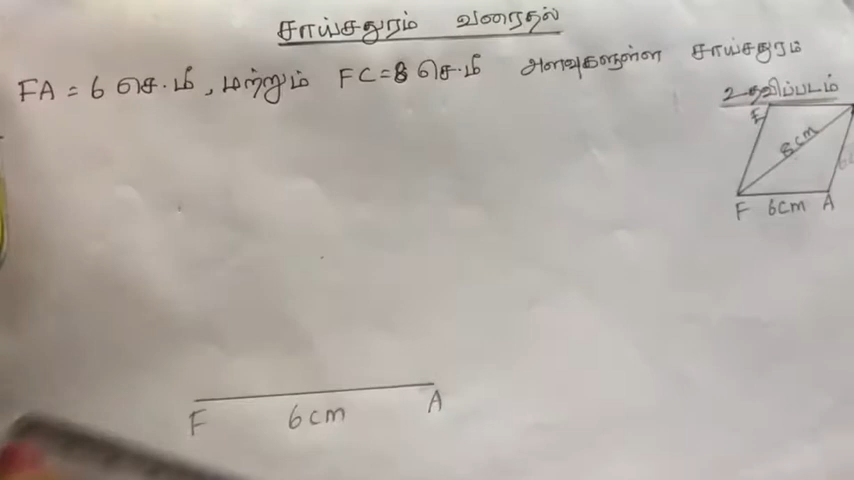 சாய்சதுரம் வரைதல்
FA = 6 செ.மீ, மற்றும் FC = 8 செ.மீ அளவுகளுள்ள சாய்சதுரம்
உதவிப்படம்
E
8cm
F 6cm A
F 6cm A